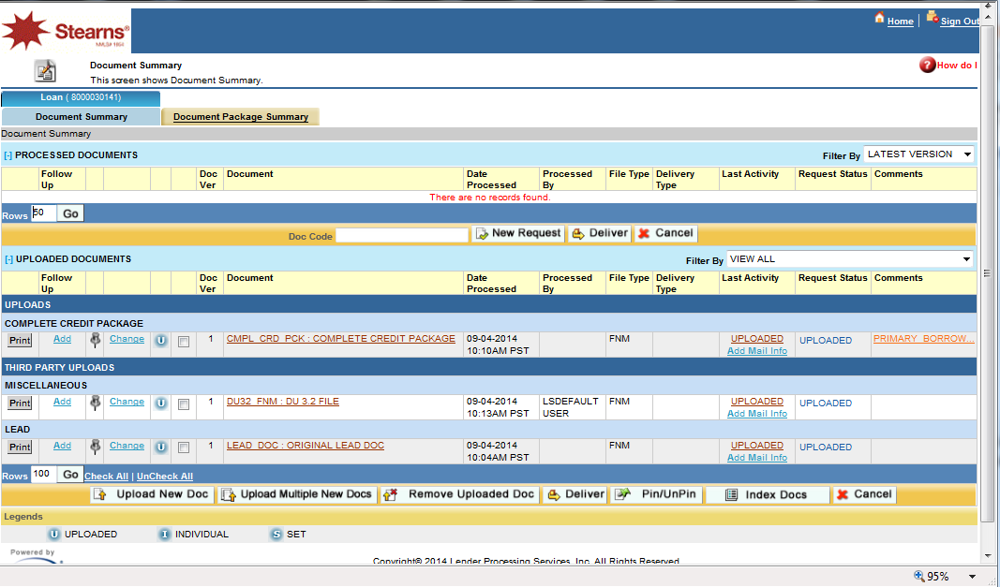 Stearns®
NMLS# 1854
Home | Sign Out
Document Summary
This screen shows Document Summary.
How do I
Loan ( 8000030141)
Document Summary
Document Package Summary
Document Summary
[-] PROCESSED DOCUMENTS
Filter By LATEST VERSION
Follow Up Doc Ver Document Date Processed Processed By File Type Delivery Type Last Activity Request Status Comments
There are no records found.
Rows 50 Go
Doc Code New Request Deliver Cancel
[-] UPLOADED DOCUMENTS
Filter By VIEW ALL
Follow Up Doc Ver Document Date Processed Processed By File Type Delivery Type Last Activity Request Status Comments
UPLOADS
COMPLETE CREDIT PACKAGE
Print Add Change U 1 CMPL_CRD_PCK : COMPLETE CREDIT PACKAGE 09-04-2014 FNM UPLOADED UPLOADED PRIMARY_BORROW...
10:10AM PST Add Mail Info
THIRD PARTY UPLOADS
MISCELLANEOUS
Print Add Change U 1 DU32_FNM : DU 3.2 FILE 09-04-2014 LSDEFAULT FNM UPLOADED UPLOADED
10:13AM PST USER Add Mail Info
LEAD
Print Add Change U 1 LEAD_DOC : ORIGINAL LEAD DOC 09-04-2014 FNM UPLOADED UPLOADED
10:04AM PST Add Mail Info
Rows 100 Go Check All | UnCheck All
Upload New Doc Upload Multiple New Docs Remove Uploaded Doc Deliver Pin/UnPin Index Docs Cancel
Legends
U UPLOADED I INDIVIDUAL S SET
Powered by
Copyright© 2014 Lender Processing Services, Inc. All Rights Reserved.
95%